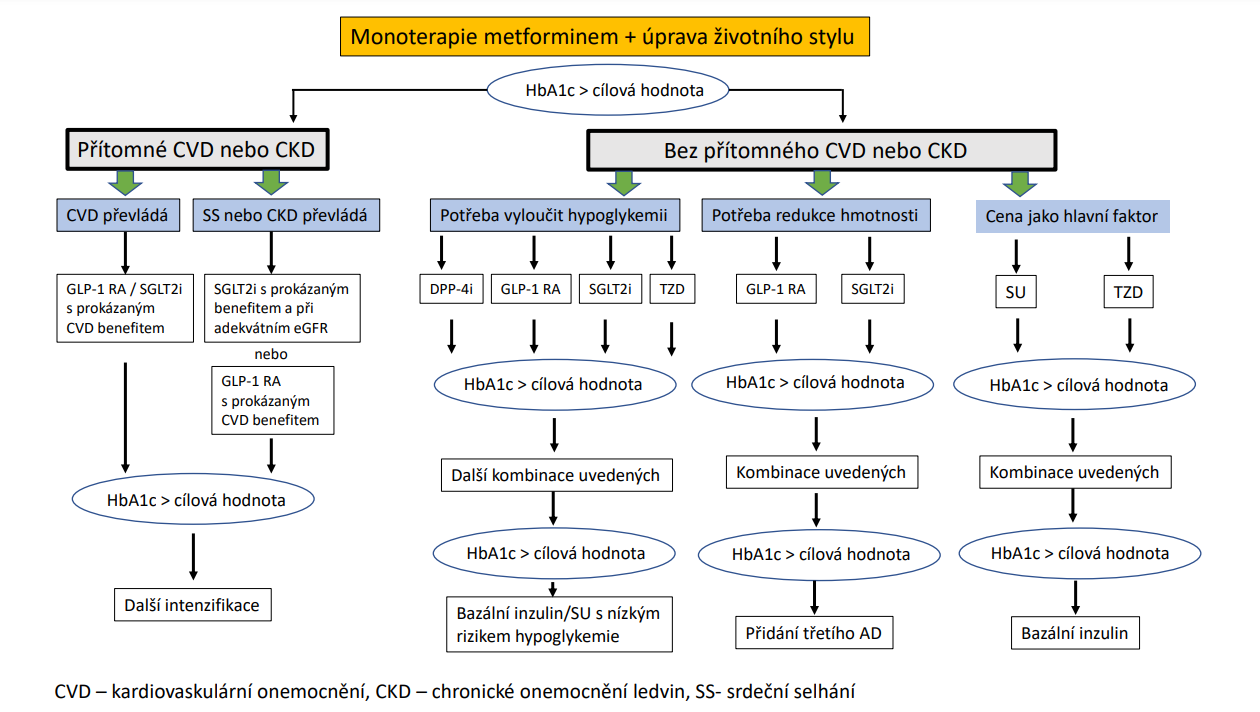 Monoterapie metforminem + úprava životního stylu
HbA1c > cílová hodnota
Přítomné CVD nebo CKD
Bez přítomného CVD nebo CKD
CVD převládá
SS nebo CKD převládá
Potřeba vyloučit hypoglykemii
Potřeba redukce hmotnosti
Cena jako hlavní faktor
GLP-1 RA / SGLT2i
s prokázaným
CVD benefitem
SGLT2i s prokázaným
benefitem a při
adekvátním eGFR
nebo
GLP-1 RA
s prokázaným
CVD benefitem
DPP-4i
GLP-1 RA
SGLT2i
TZD
GLP-1 RA
SGLT2i
SU
TZD
HbA1c > cílová hodnota
HbA1c > cílová hodnota
HbA1c > cílová hodnota
Další kombinace uvedených
Kombinace uvedených
Kombinace uvedených
HbA1c > cílová hodnota
HbA1c > cílová hodnota
HbA1c > cílová hodnota
HbA1c > cílová hodnota
Další intenzifikace
Bazální inzulin/SU s nízkým
rizikem hypoglykemie
Přidání třetího AD
Bazální inzulin
CVD – kardiovaskulární onemocnění, CKD – chronické onemocnění ledvin, SS- srdeční selhání